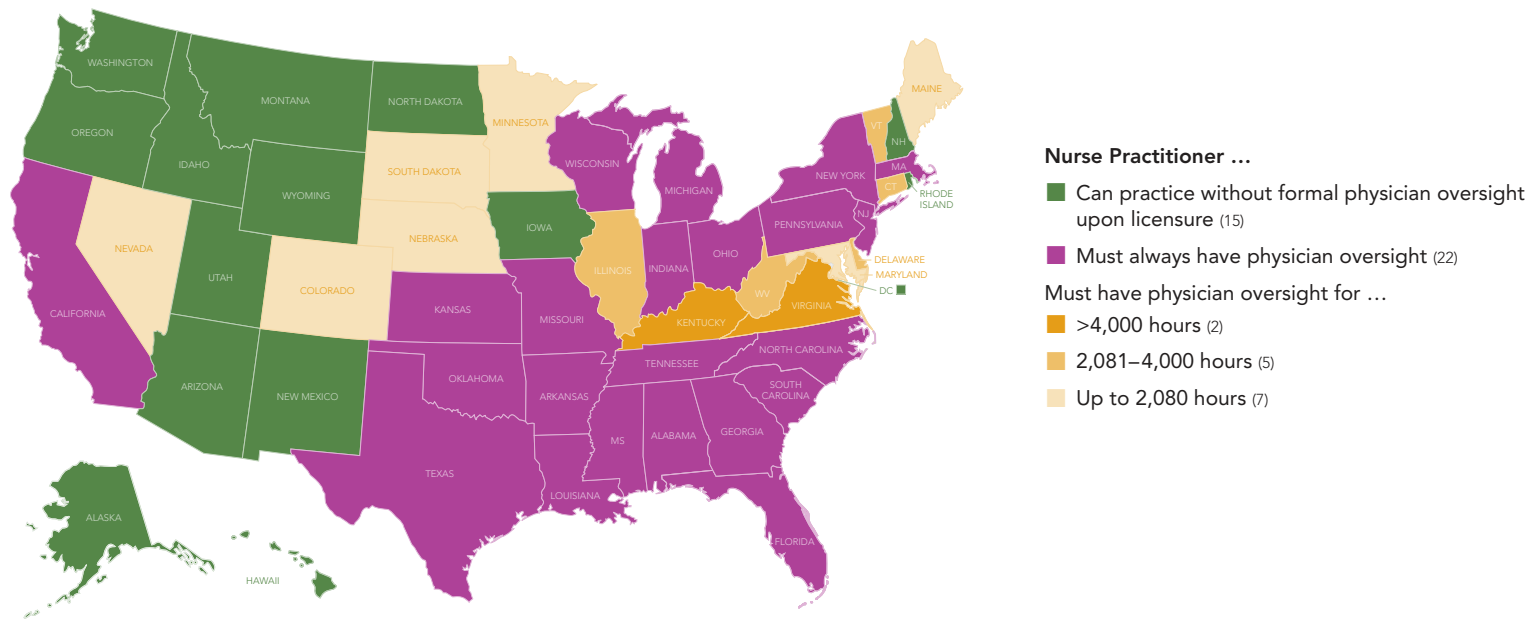 WASHINGTON
OREGON
IDAHO
MONTANA
NORTH DAKOTA
SOUTH DAKOTA
MINNESOTA
WYOMING
NEBRASKA
IOWA
WISCONSIN
MICHIGAN
NEVADA
UTAH
COLORADO
CALIFORNIA
KANSAS
MISSOURI
ILLINOIS
INDIANA
OHIO
KENTUCKY
WV
VIRGINIA
PENNSYLVANIA
NEW YORK
NJ
VT
NH
MAINE
MA
CT
RHODE
ISLAND
DELAWARE
MARYLAND
DC
ARIZONA
NEW MEXICO
OKLAHOMA
ARKANSAS
TENNESSEE
NORTH CAROLINA
SOUTH
CAROLINA
TEXAS
LOUISIANA
MS
ALABAMA
GEORGIA
FLORIDA
ALASKA
HAWAII
Nurse Practitioner …
Can practice without formal physician oversight
upon licensure (15)
Must always have physician oversight (22)
Must have physician oversight for …
>4,000 hours (2)
2,081–4,000 hours (5)
Up to 2,080 hours (7)